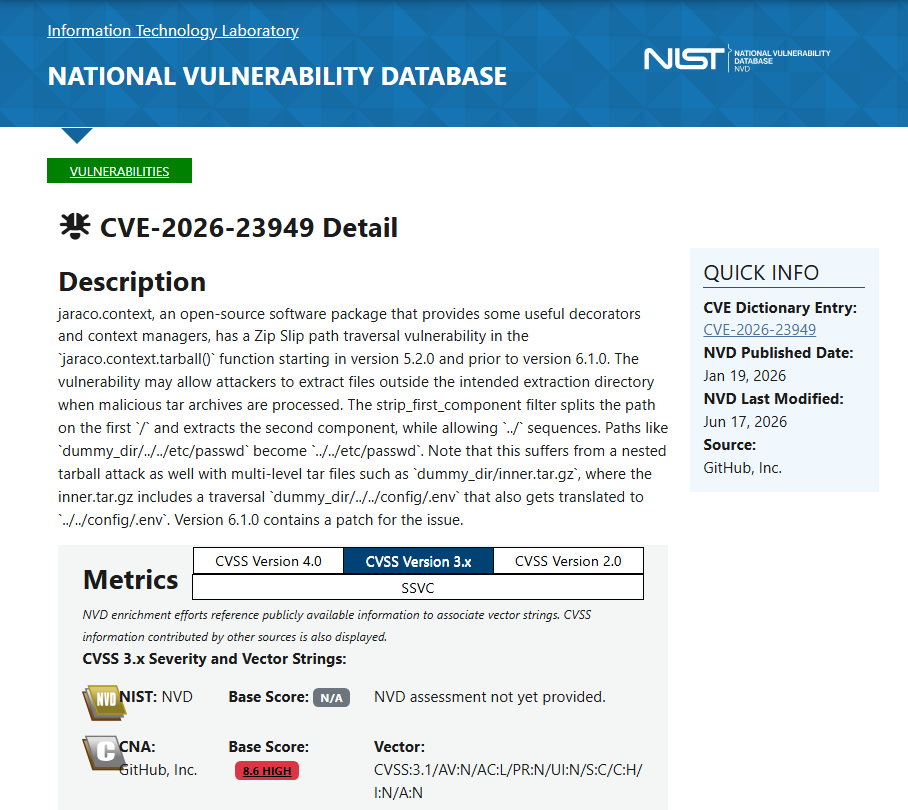 Information Technology Laboratory
NATIONAL VULNERABILITY DATABASE
NIST
NATIONAL VULNERABILITY
DATABASE
NVD
VULNERABILITIES
CVE-2026-23949 Detail
Description
jaraco.context, an open-source software package that provides some useful decorators
and context managers, has a Zip Slip path traversal vulnerability in the
`jaraco.context.tarball()` function starting in version 5.2.0 and prior to version 6.1.0. The
vulnerability may allow attackers to extract files outside the intended extraction directory
when malicious tar archives are processed. The strip_first_component filter splits the path
on the first `/` and extracts the second component, while allowing `../` sequences. Paths like
`dummy_dir/../../etc/passwd` become `../../etc/passwd`. Note that this suffers from a nested
tarball attack as well with multi-level tar files such as `dummy_dir/inner.tar.gz`, where the
inner.tar.gz includes a traversal `dummy_dir/../../config/.env` that also gets translated to
`../../config/.env`. Version 6.1.0 contains a patch for the issue.
QUICK INFO
CVE Dictionary Entry:
CVE-2026-23949
NVD Published Date:
Jan 19, 2026
NVD Last Modified:
Jun 17, 2026
Source:
GitHub, Inc.
Metrics
CVSS Version 4.0
CVSS Version 3.x
CVSS Version 2.0
SSVC
NVD enrichment efforts reference publicly available information to associate vector strings. CVSS
information contributed by other sources is also displayed.
CVSS 3.x Severity and Vector Strings:
NVD
NIST: NVD
Base Score: N/A
NVD assessment not yet provided.
C
CNA:
GitHub, Inc.
Base Score:
8.6 HIGH
Vector:
CVSS:3.1/AV:N/AC:L/PR:N/UI:N/S:C/C:H/
I:N/A:N